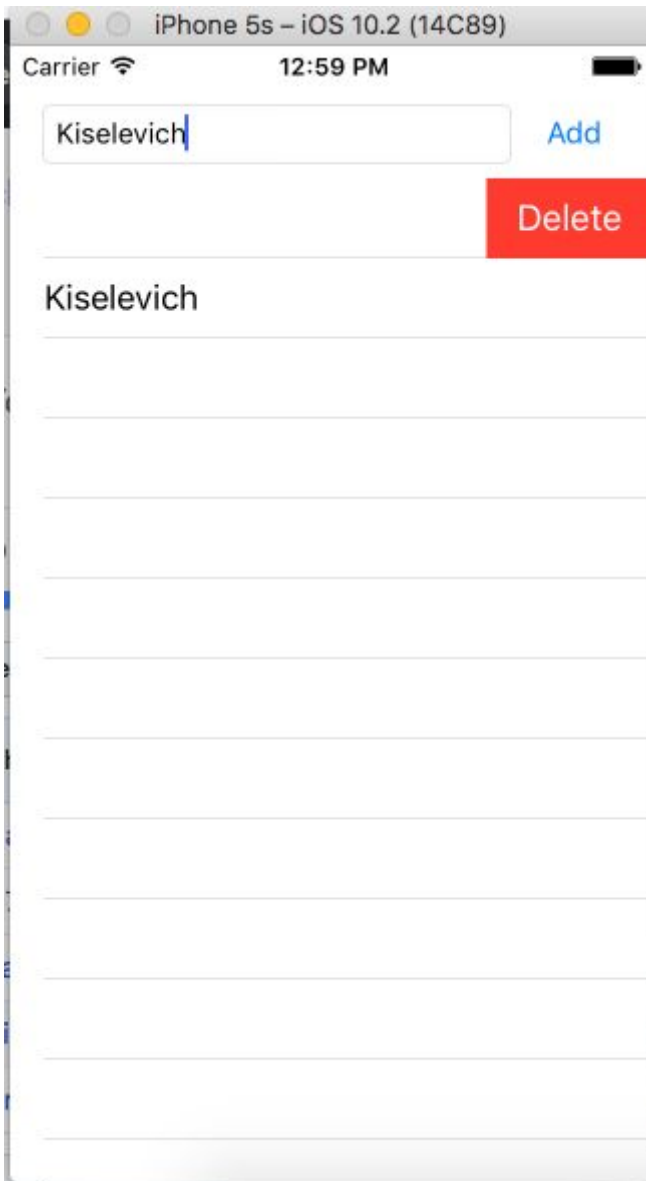 iPhone 5s – iOS 10.2 (14C89)
Carrier 12:59 PM
Kiselevich Add
Delete
Kiselevich